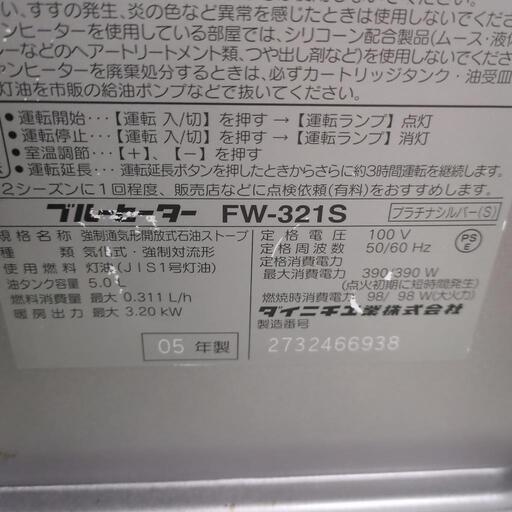 い、すすの発生、炎の色など異常を感じたときは使用しないでくださ
ンヒーターを使用している部屋では、シリコーン配合製品(ムース・液体
レーなどのヘアートリートメント類、つや出し剤など)を使用しないでくだ
ァンヒーターを廃棄処分するときは、必ずカートリッジタンク・油受皿
灯油を市販の給油ポンプなどで抜いてください。
●運転開始‥‥【運転 入/切】を押す→【運転ランプ】点灯
●運転停止‥‥【運転 入/切】を押す→【運転ランプ】消灯
●室温調節‥‥【+】、【-】を押す
●運転延長‥‥運転延長ボタンを押したときからさらに約3時間運転を継続します。
2シーズンに1回程度、販売店などに点検依頼(有料)をおすすめします。
ブルーヒーター FW-321S プラチナシルバー(S)
規格名称 強制通気形開放式石油ストーブ
種類 気化式・強制対流形
使用燃料 灯油(JIS1号灯油)
油タンク容量 5.0 L
燃料消費量 最大 0.311 L/h
暖房出力 最大 3.20 kW
05 年製
定格電圧 100 V
定格周波数 50/60 Hz
定格消費電力
最大消費電力 390/390 W
(点火初期に短時間発生)
燃焼時消費電力 98/ 98 W(大火力)
PSE
ダイニチ工業株式会社
製造番号
2732466938